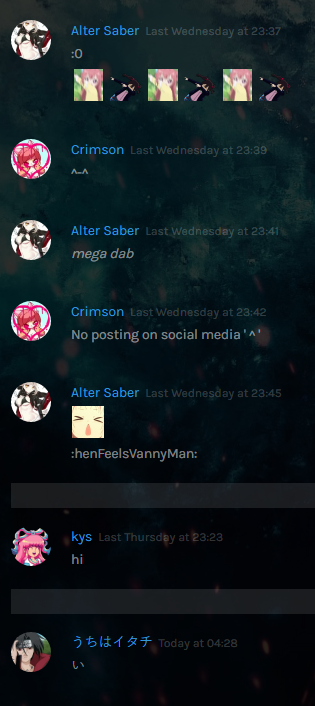 Alter Saber Last Wednesday at 23:37
:0
Crimson Last Wednesday at 23:39
^-^
Alter Saber Last Wednesday at 23:41
mega dab
Crimson Last Wednesday at 23:42
No posting on social media ' ^ '
Alter Saber Last Wednesday at 23:45
:henFeelsVannyMan:
kys Last Thursday at 23:23
hi
うちはイタチ Today at 04:28
い